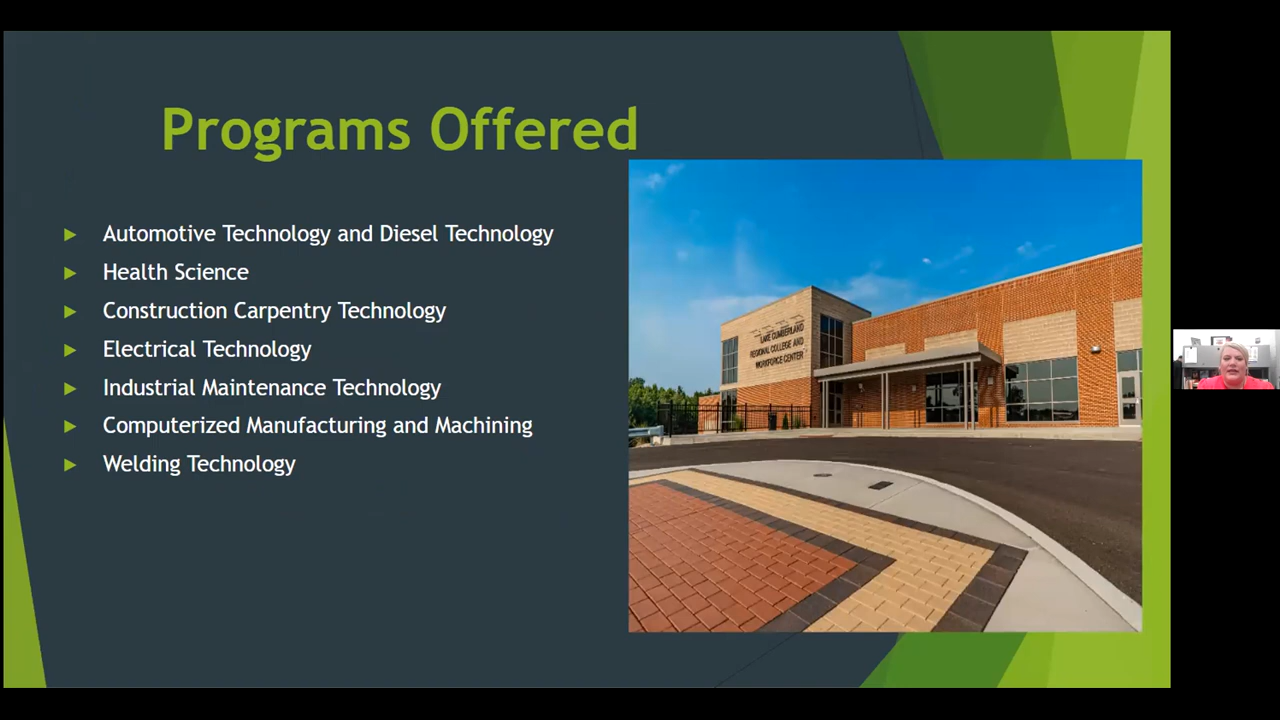 Programs Offered
Automotive Technology and Diesel Technology
Health Science
Construction Carpentry Technology
Electrical Technology
Industrial Maintenance Technology
Computerized Manufacturing and Machining
Welding Technology
LAKE CUMBERLAND
REGIONAL COLLEGE AND
WORKFORCE CENTER